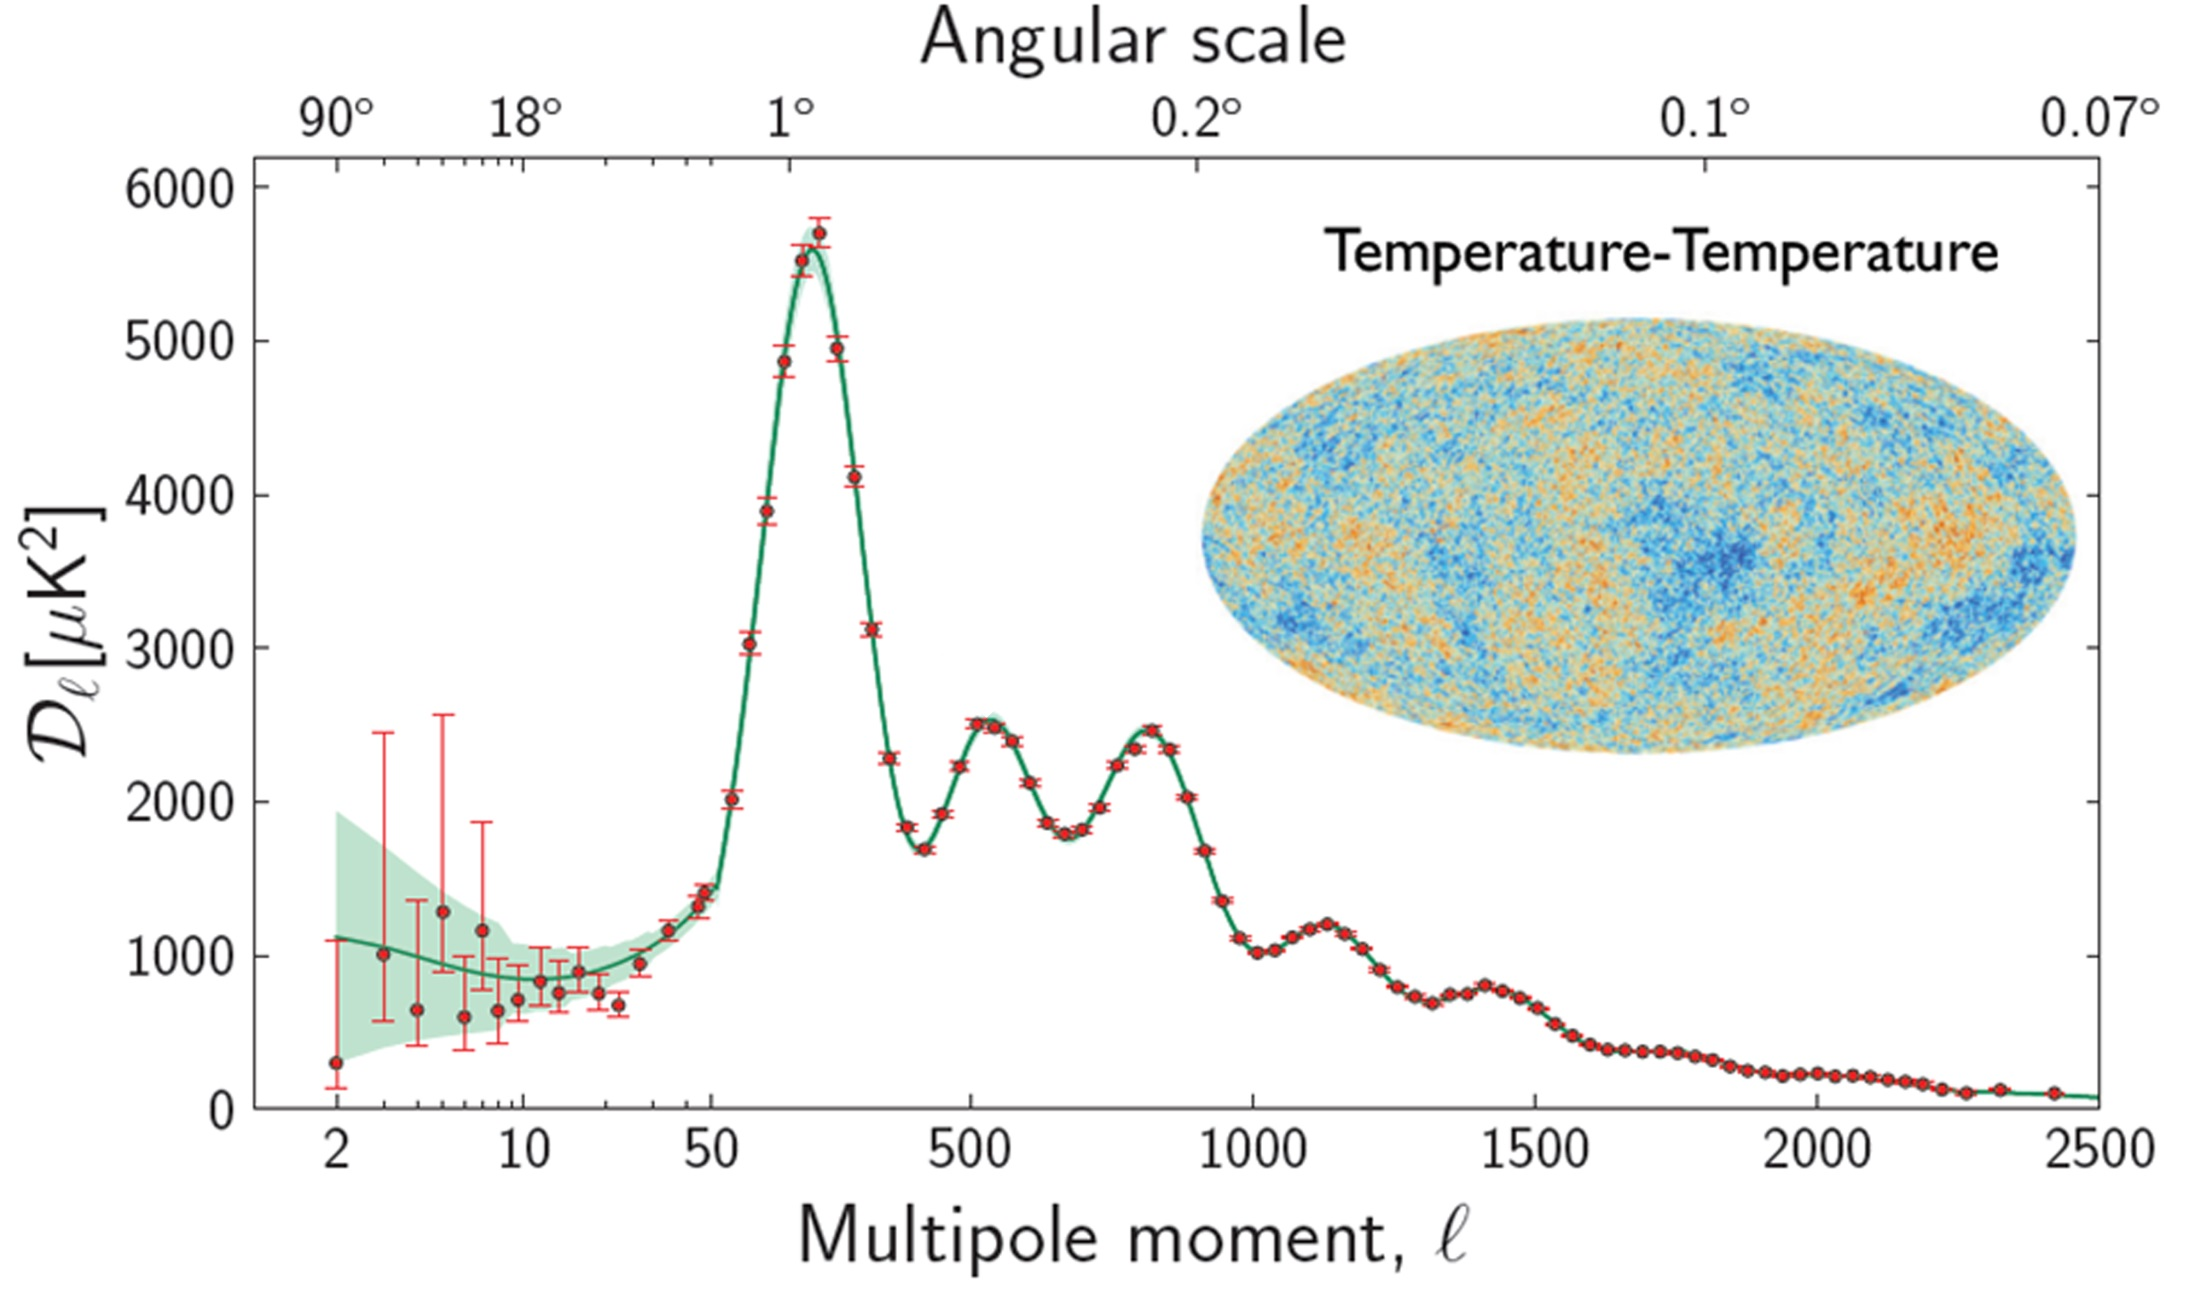 Angular scale
90° 18° 1° 0.2° 0.1° 0.07°
6000
Temperature-Temperature
5000
4000
3000
2000
1000
0
𝒟ℓ[μK²]
2 10 50 500 1000 1500 2000 2500
Multipole moment, ℓ